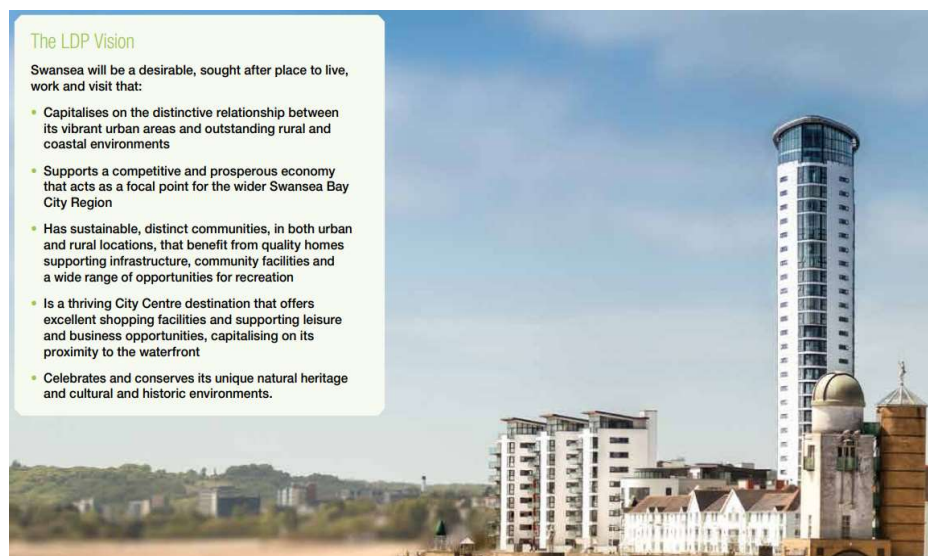 The LDP Vision
Swansea will be a desirable, sought after place to live,
work and visit that:
• Capitalises on the distinctive relationship between
its vibrant urban areas and outstanding rural and
coastal environments
• Supports a competitive and prosperous economy
that acts as a focal point for the wider Swansea Bay
City Region
• Has sustainable, distinct communities, in both urban
and rural locations, that benefit from quality homes
supporting infrastructure, community facilities and
a wide range of opportunities for recreation
• Is a thriving City Centre destination that offers
excellent shopping facilities and supporting leisure
and business opportunities, capitalising on its
proximity to the waterfront
• Celebrates and conserves its unique natural heritage
and cultural and historic environments.